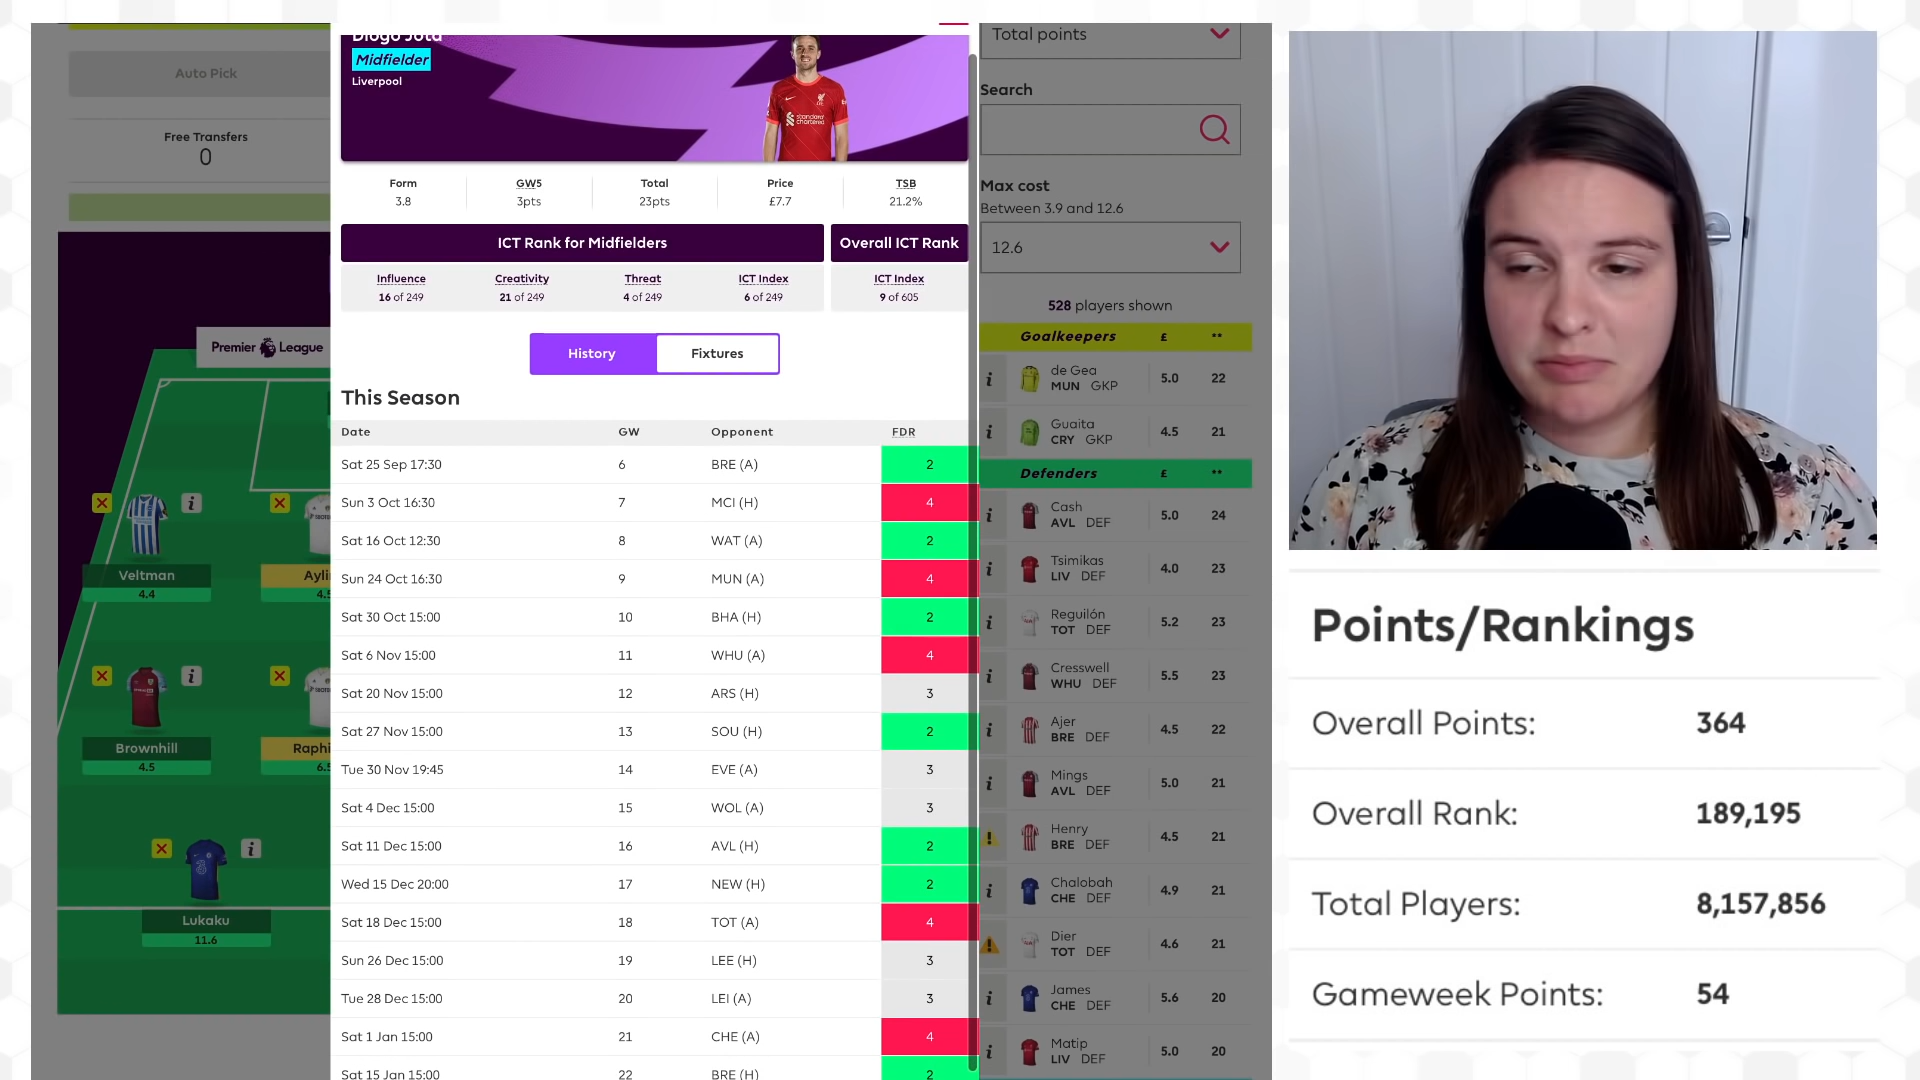 Auto Pick
Free Transfers
0
Premier League
Veltman
4.4
Ayli
4.5
Brownhill
4.5
Raphi
6.5
Lukaku
11.6
Diogo Jota
Midfielder
Liverpool
Form
3.8
GW5
3pts
Total
23pts
Price
£7.7
TSB
21.2%
ICT Rank for Midfielders
Overall ICT Rank
Influence
16 of 249
Creativity
21 of 249
Threat
4 of 249
ICT Index
6 of 249
ICT Index
9 of 605
History
Fixtures
This Season
Date GW Opponent FDR
Sat 25 Sep 17:30 6 BRE (A) 2
Sun 3 Oct 16:30 7 MCI (H) 4
Sat 16 Oct 12:30 8 WAT (A) 2
Sun 24 Oct 16:30 9 MUN (A) 4
Sat 30 Oct 15:00 10 BHA (H) 2
Sat 6 Nov 15:00 11 WHU (A) 4
Sat 20 Nov 15:00 12 ARS (H) 3
Sat 27 Nov 15:00 13 SOU (H) 2
Tue 30 Nov 19:45 14 EVE (A) 3
Sat 4 Dec 15:00 15 WOL (A) 3
Sat 11 Dec 15:00 16 AVL (H) 2
Wed 15 Dec 20:00 17 NEW (H) 2
Sat 18 Dec 15:00 18 TOT (A) 4
Sun 26 Dec 15:00 19 LEE (H) 3
Tue 28 Dec 15:00 20 LEI (A) 3
Sat 1 Jan 15:00 21 CHE (A) 4
Sat 15 Jan 15:00 22 BRE (H) 2
Total points
Search
Max cost
Between 3.9 and 12.6
12.6
528 players shown
Goalkeepers £ **
de Gea
MUN GKP 5.0 22
Guaita
CRY GKP 4.5 21
Defenders £ **
Cash
AVL DEF 5.0 24
Tsimikas
LIV DEF 4.0 23
Reguilón
TOT DEF 5.2 23
Cresswell
WHU DEF 5.5 23
Ajer
BRE DEF 4.5 22
Mings
AVL DEF 5.0 21
Henry
BRE DEF 4.5 21
Chalobah
CHE DEF 4.9 21
Dier
TOT DEF 4.6 21
James
CHE DEF 5.6 20
Matip
LIV DEF 5.0 20
standard
chartered
Points/Rankings
Overall Points: 364
Overall Rank: 189,195
Total Players: 8,157,856
Gameweek Points: 54